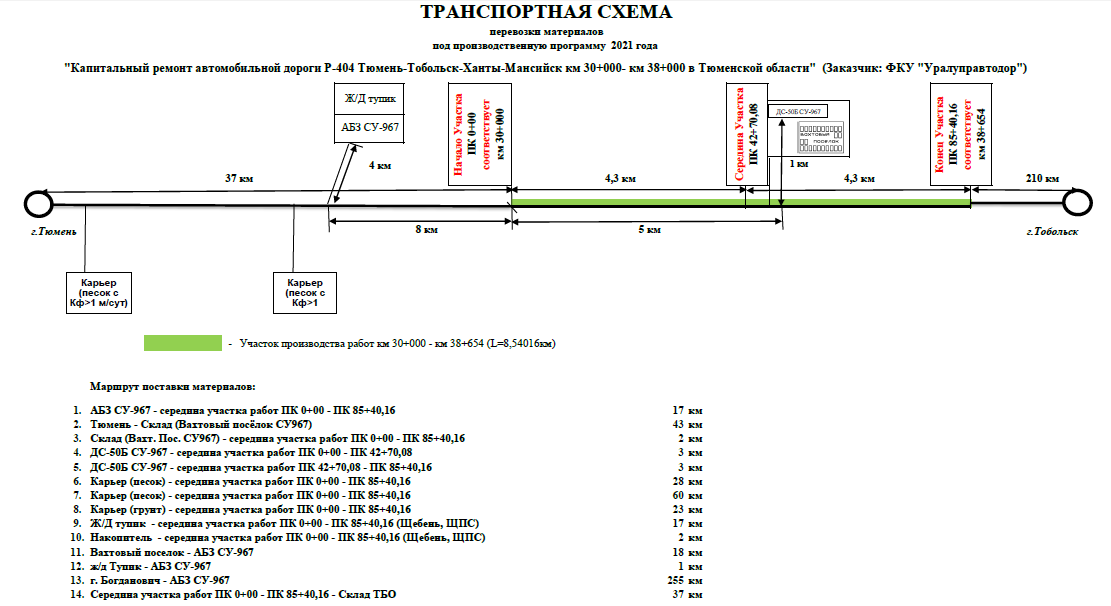 ТРАНСПОРТНАЯ СХЕМА
перевозки материалов
под производственную программу 2021 года
"Капитальный ремонт автомобильной дороги Р-404 Тюмень-Тобольск-Ханты-Мансийск км 30+000- км 38+000 в Тюменской области" (Заказчик: ФКУ "Уралуправтодор")
Ж/Д тупик
АБЗ СУ-967
Начало Участка
ПК 0+00
соответствует
км 30+000
Середина Участка
ПК 42+70,08
ДС-50Б СУ-967
ВАХТОВЫЙ
ПОСЕЛОК
Конец Участка
ПК 85+40,16
соответствует
км 38+654
4 км
1 км
37 км
4,3 км
4,3 км
210 км
г.Тюмень
8 км
5 км
г.Тобольск
Карьер
(песок с
Кф>1 м/сут)
Карьер
(песок с
Кф>1
- Участок производства работ км 30+000 - км 38+654 (L=8,54016км)
Маршрут поставки материалов:
1. АБЗ СУ-967 - середина участка работ ПК 0+00 - ПК 85+40,16 17 км
2. Тюмень - Склад (Вахтовый посёлок СУ967) 43 км
3. Склад (Вахт. Пос. СУ967) - середина участка работ ПК 0+00 - ПК 85+40,16 2 км
4. ДС-50Б СУ-967 - середина участка работ ПК 0+00 - ПК 42+70,08 3 км
5. ДС-50Б СУ-967 - середина участка работ ПК 42+70,08 - ПК 85+40,16 3 км
6. Карьер (песок) - середина участка работ ПК 0+00 - ПК 85+40,16 28 км
7. Карьер (песок) - середина участка работ ПК 0+00 - ПК 85+40,16 60 км
8. Карьер (грунт) - середина участка работ ПК 0+00 - ПК 85+40,16 23 км
9. Ж/Д тупик - середина участка работ ПК 0+00 - ПК 85+40,16 (Щебень, ЩПС) 17 км
10. Накопитель - середина участка работ ПК 0+00 - ПК 85+40,16 (Щебень, ЩПС) 2 км
11. Вахтовый поселок - АБЗ СУ-967 18 км
12. ж/д Тупик - АБЗ СУ-967 1 км
13. г. Богданович - АБЗ СУ-967 255 км
14. Середина участка работ ПК 0+00 - ПК 85+40,16 - Склад ТБО 37 км